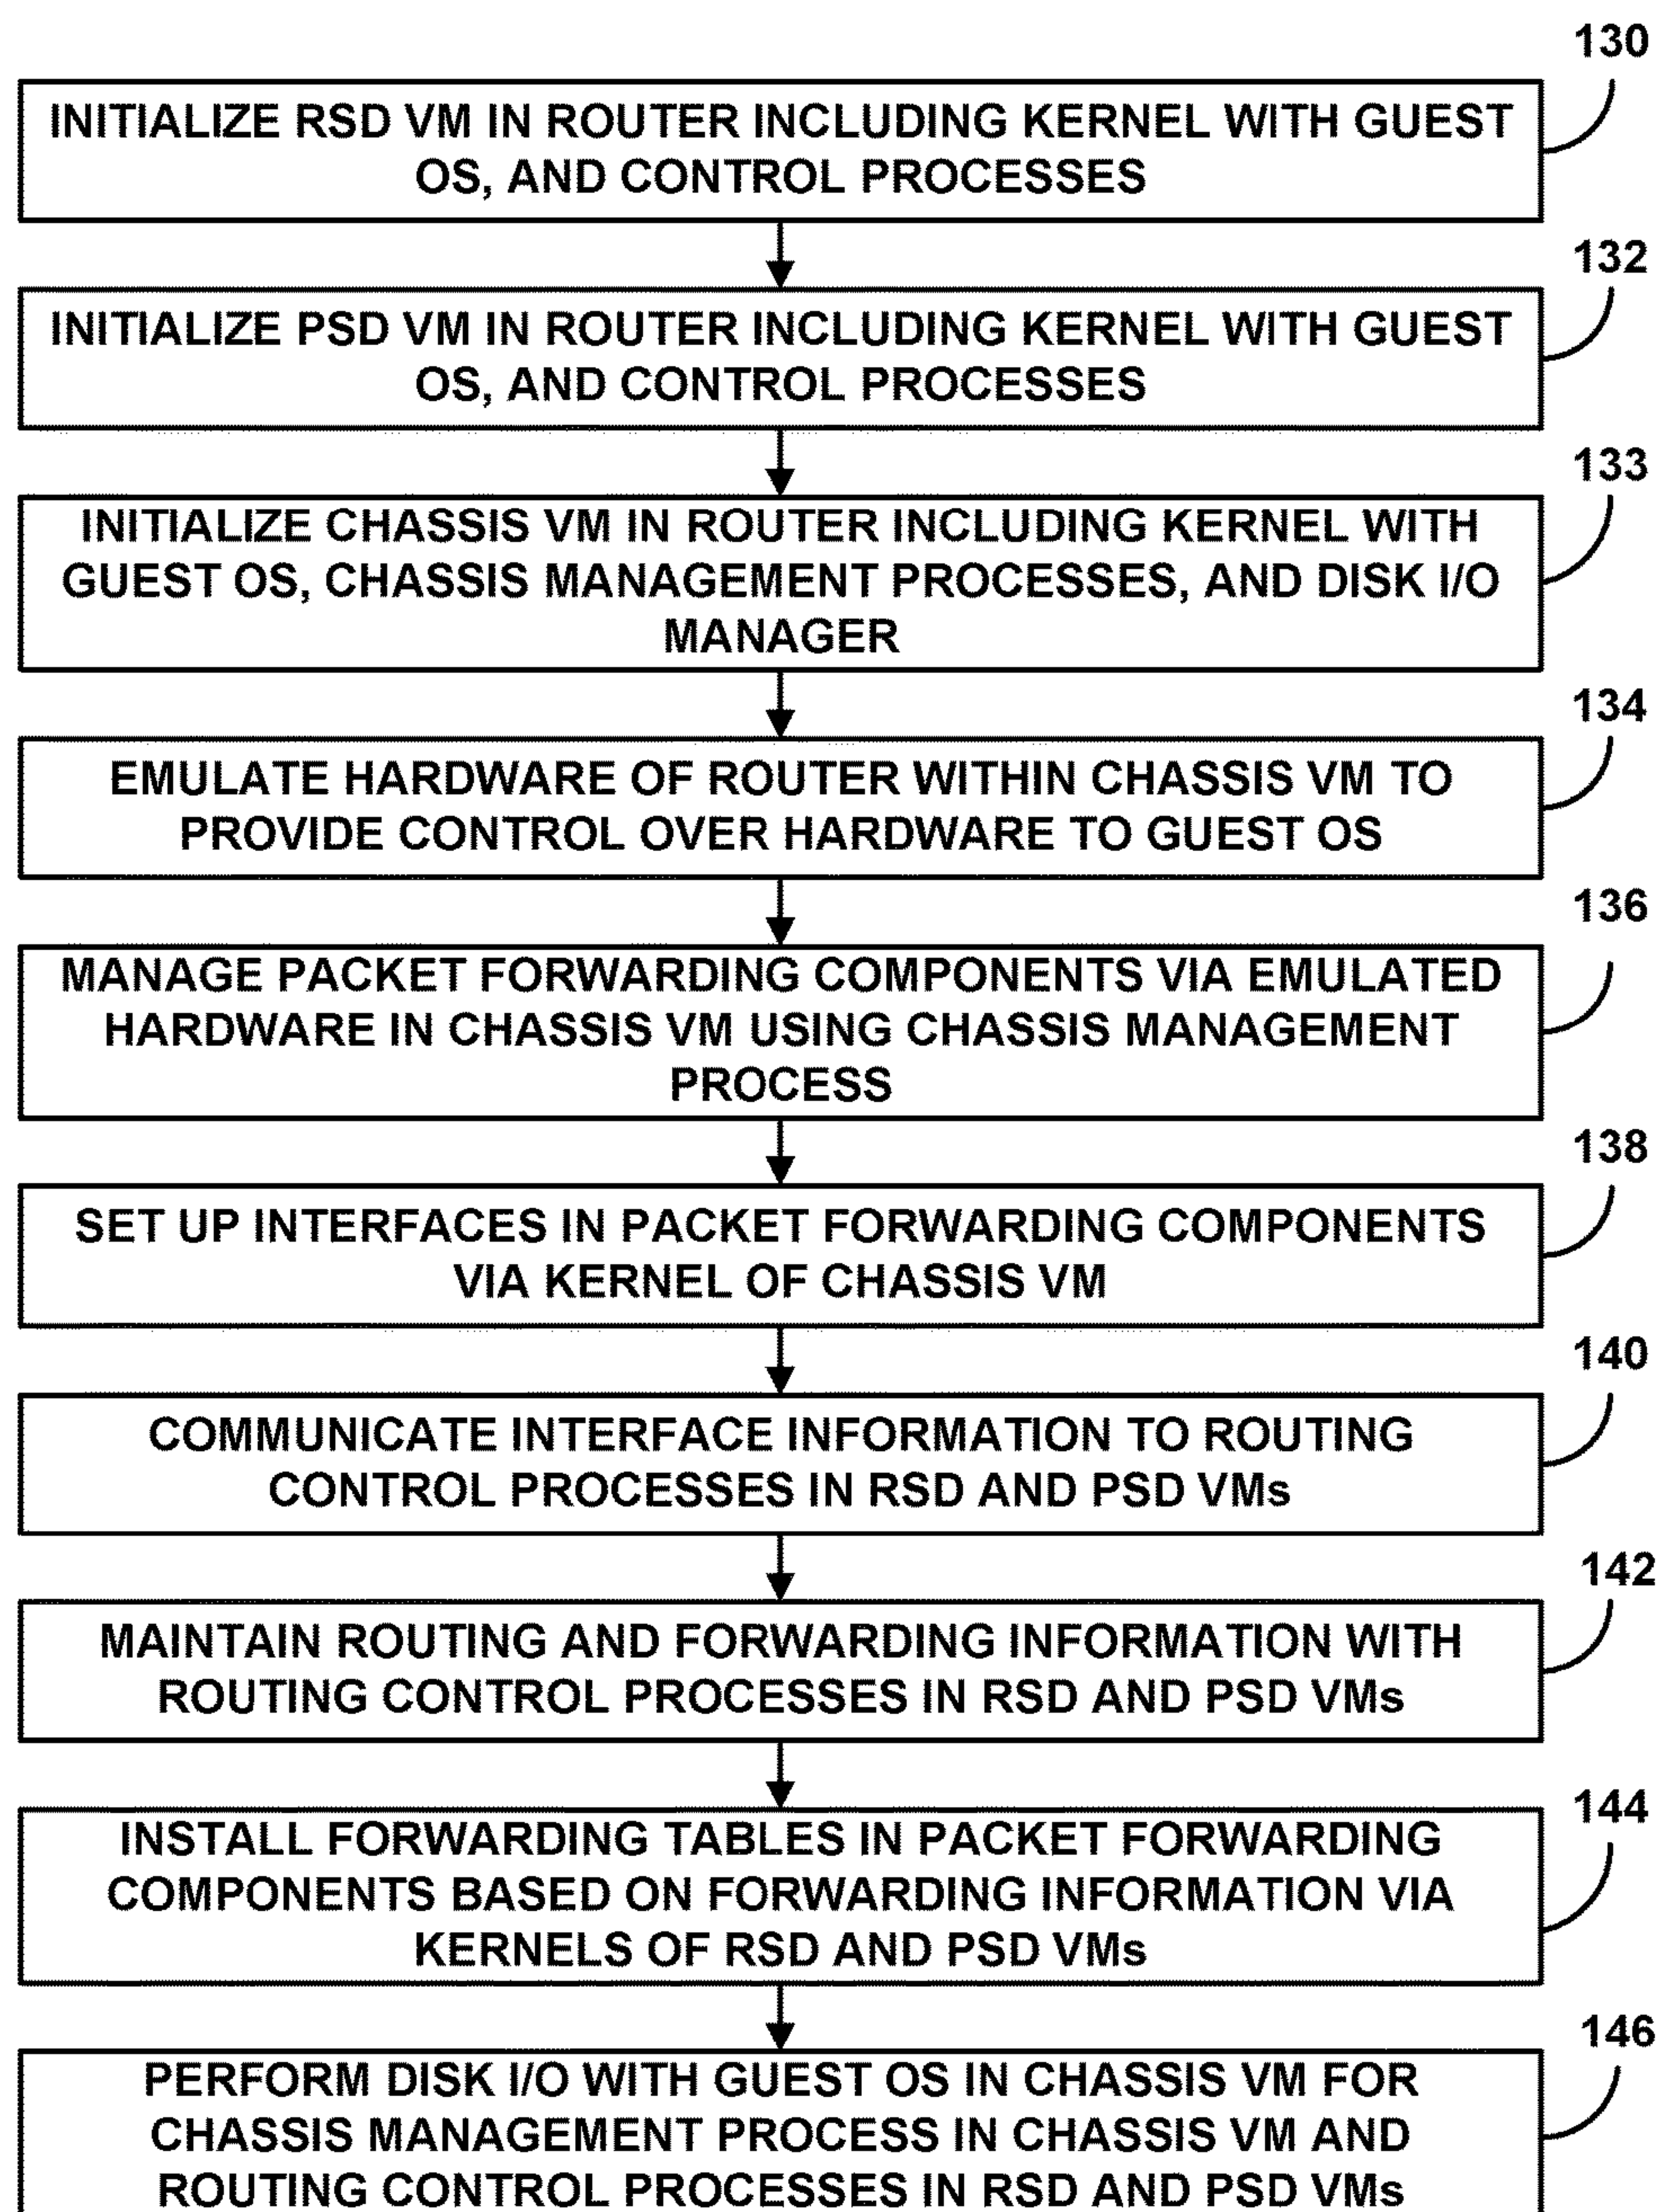 130
INITIALIZE RSD VM IN ROUTER INCLUDING KERNEL WITH GUEST
OS, AND CONTROL PROCESSES
132
INITIALIZE PSD VM IN ROUTER INCLUDING KERNEL WITH GUEST
OS, AND CONTROL PROCESSES
133
INITIALIZE CHASSIS VM IN ROUTER INCLUDING KERNEL WITH
GUEST OS, CHASSIS MANAGEMENT PROCESSES, AND DISK I/O
MANAGER
134
EMULATE HARDWARE OF ROUTER WITHIN CHASSIS VM TO
PROVIDE CONTROL OVER HARDWARE TO GUEST OS
136
MANAGE PACKET FORWARDING COMPONENTS VIA EMULATED
HARDWARE IN CHASSIS VM USING CHASSIS MANAGEMENT
PROCESS
138
SET UP INTERFACES IN PACKET FORWARDING COMPONENTS
VIA KERNEL OF CHASSIS VM
140
COMMUNICATE INTERFACE INFORMATION TO ROUTING
CONTROL PROCESSES IN RSD AND PSD VMs
142
MAINTAIN ROUTING AND FORWARDING INFORMATION WITH
ROUTING CONTROL PROCESSES IN RSD AND PSD VMs
144
INSTALL FORWARDING TABLES IN PACKET FORWARDING
COMPONENTS BASED ON FORWARDING INFORMATION VIA
KERNELS OF RSD AND PSD VMs
146
PERFORM DISK I/O WITH GUEST OS IN CHASSIS VM FOR
CHASSIS MANAGEMENT PROCESS IN CHASSIS VM AND
ROUTING CONTROL PROCESSES IN RSD AND PSD VMs